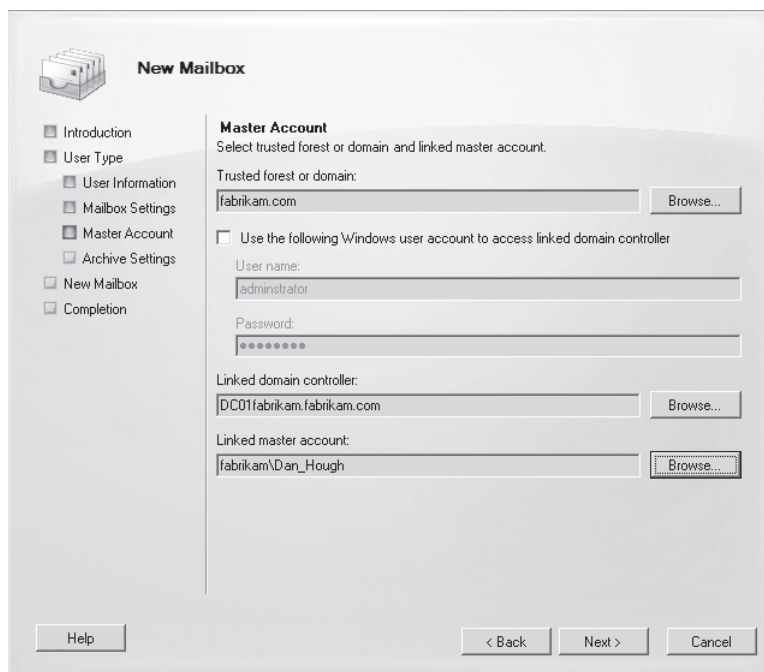 New Mailbox
Introduction
User Type
User Information
Mailbox Settings
Master Account
Archive Settings
New Mailbox
Completion
Master Account
Select trusted forest or domain and linked master account.
Trusted forest or domain:
fabrikam.com
Browse...
Use the following Windows user account to access linked domain controller
User name:
adminstrator
Password:
●●●●●●●●
Linked domain controller:
DC01fabrikam.fabrikam.com
Browse...
Linked master account:
fabrikam\Dan_Hough
Browse...
Help
< Back
Next >
Cancel